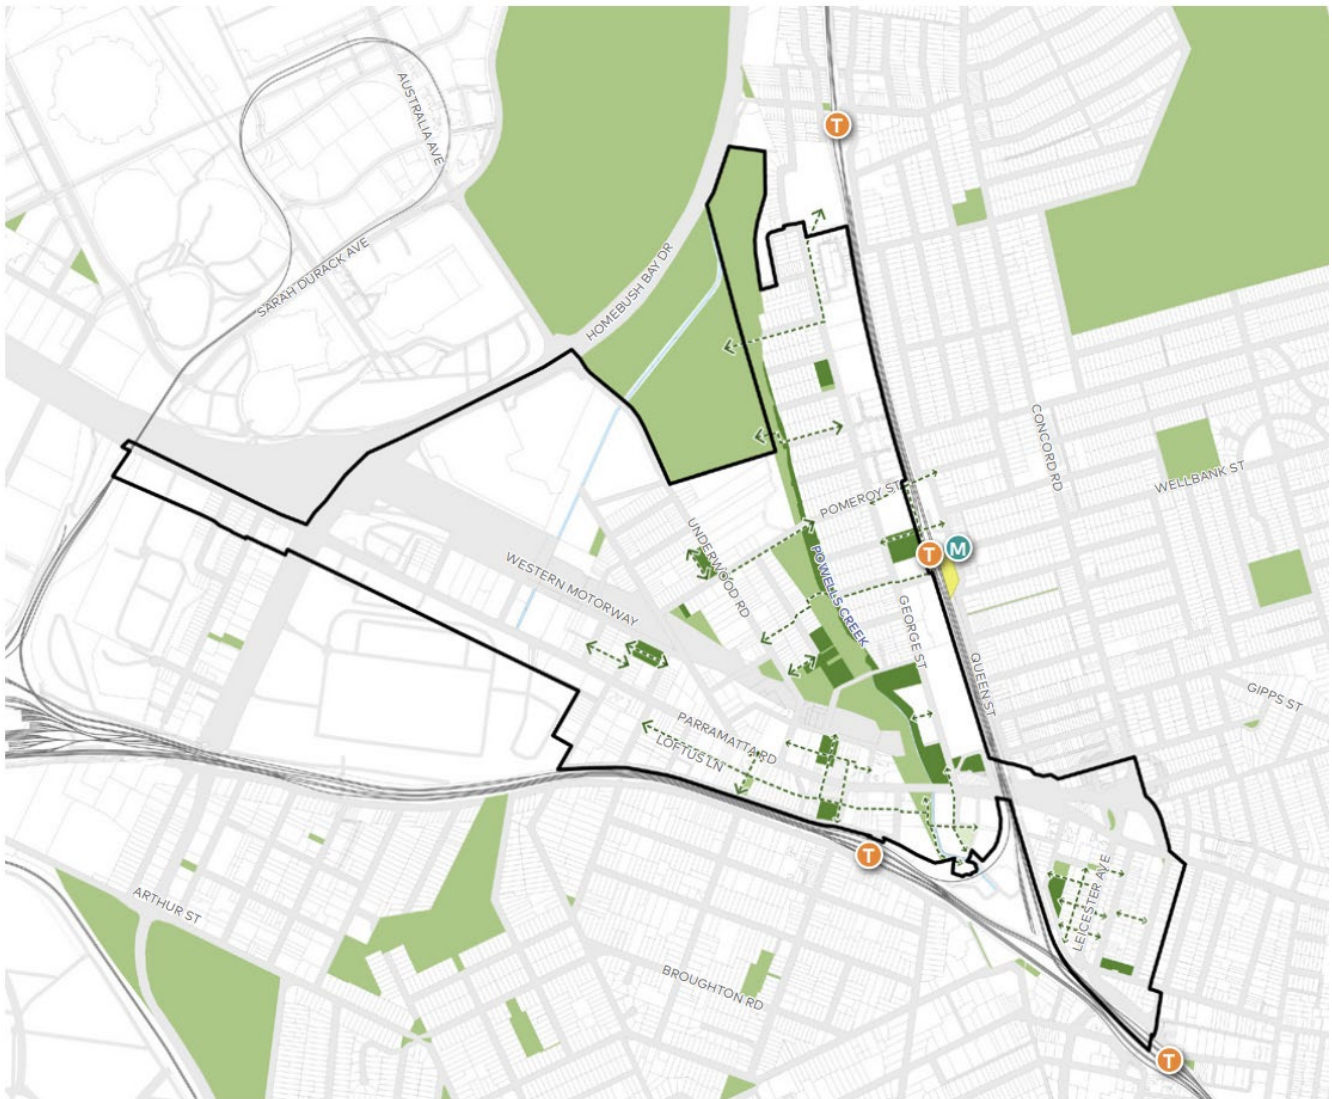 AUSTRALIA AVE
T
SARAH DURACK AVE
HOMEBUSH BAY DR
CONCORD RD
WELLBANK ST
POMEROY ST
UNDERWOOD RD
T
M
WESTERN MOTORWAY
POWELLS CREEK
GEORGE ST
QUEEN ST
GIPPS ST
PARRAMATTA RD
LOFTUS LN
T
LEICESTER AVE
ARTHUR ST
BROUGHTON RD
T